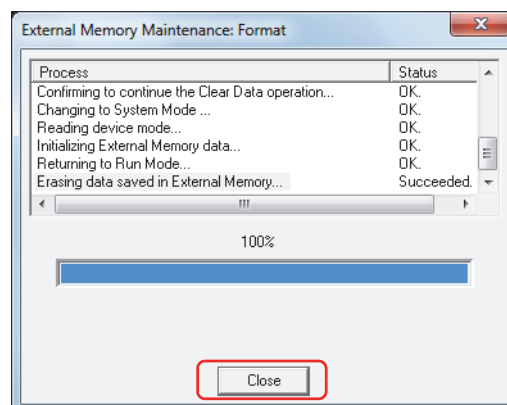 External Memory Maintenance: Format
Process Status
Confirming to continue the Clear Data operation... OK.
Changing to System Mode ... OK.
Reading device mode... OK.
Initializing External Memory data... OK.
Returning to Run Mode... OK.
Erasing data saved in External Memory... Succeeded.
100%
Close